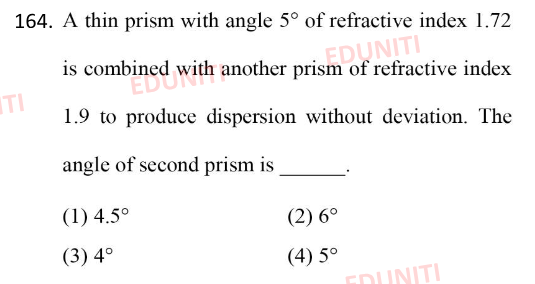 164. A thin prism with angle 5° of refractive index 1.72
EDUNITI
is combined with another prism of refractive index
EDUNITI
ITI
1.9 to produce dispersion without deviation. The
angle of second prism is ______.
(1) 4.5° (2) 6°
(3) 4° (4) 5°
EDUNITI